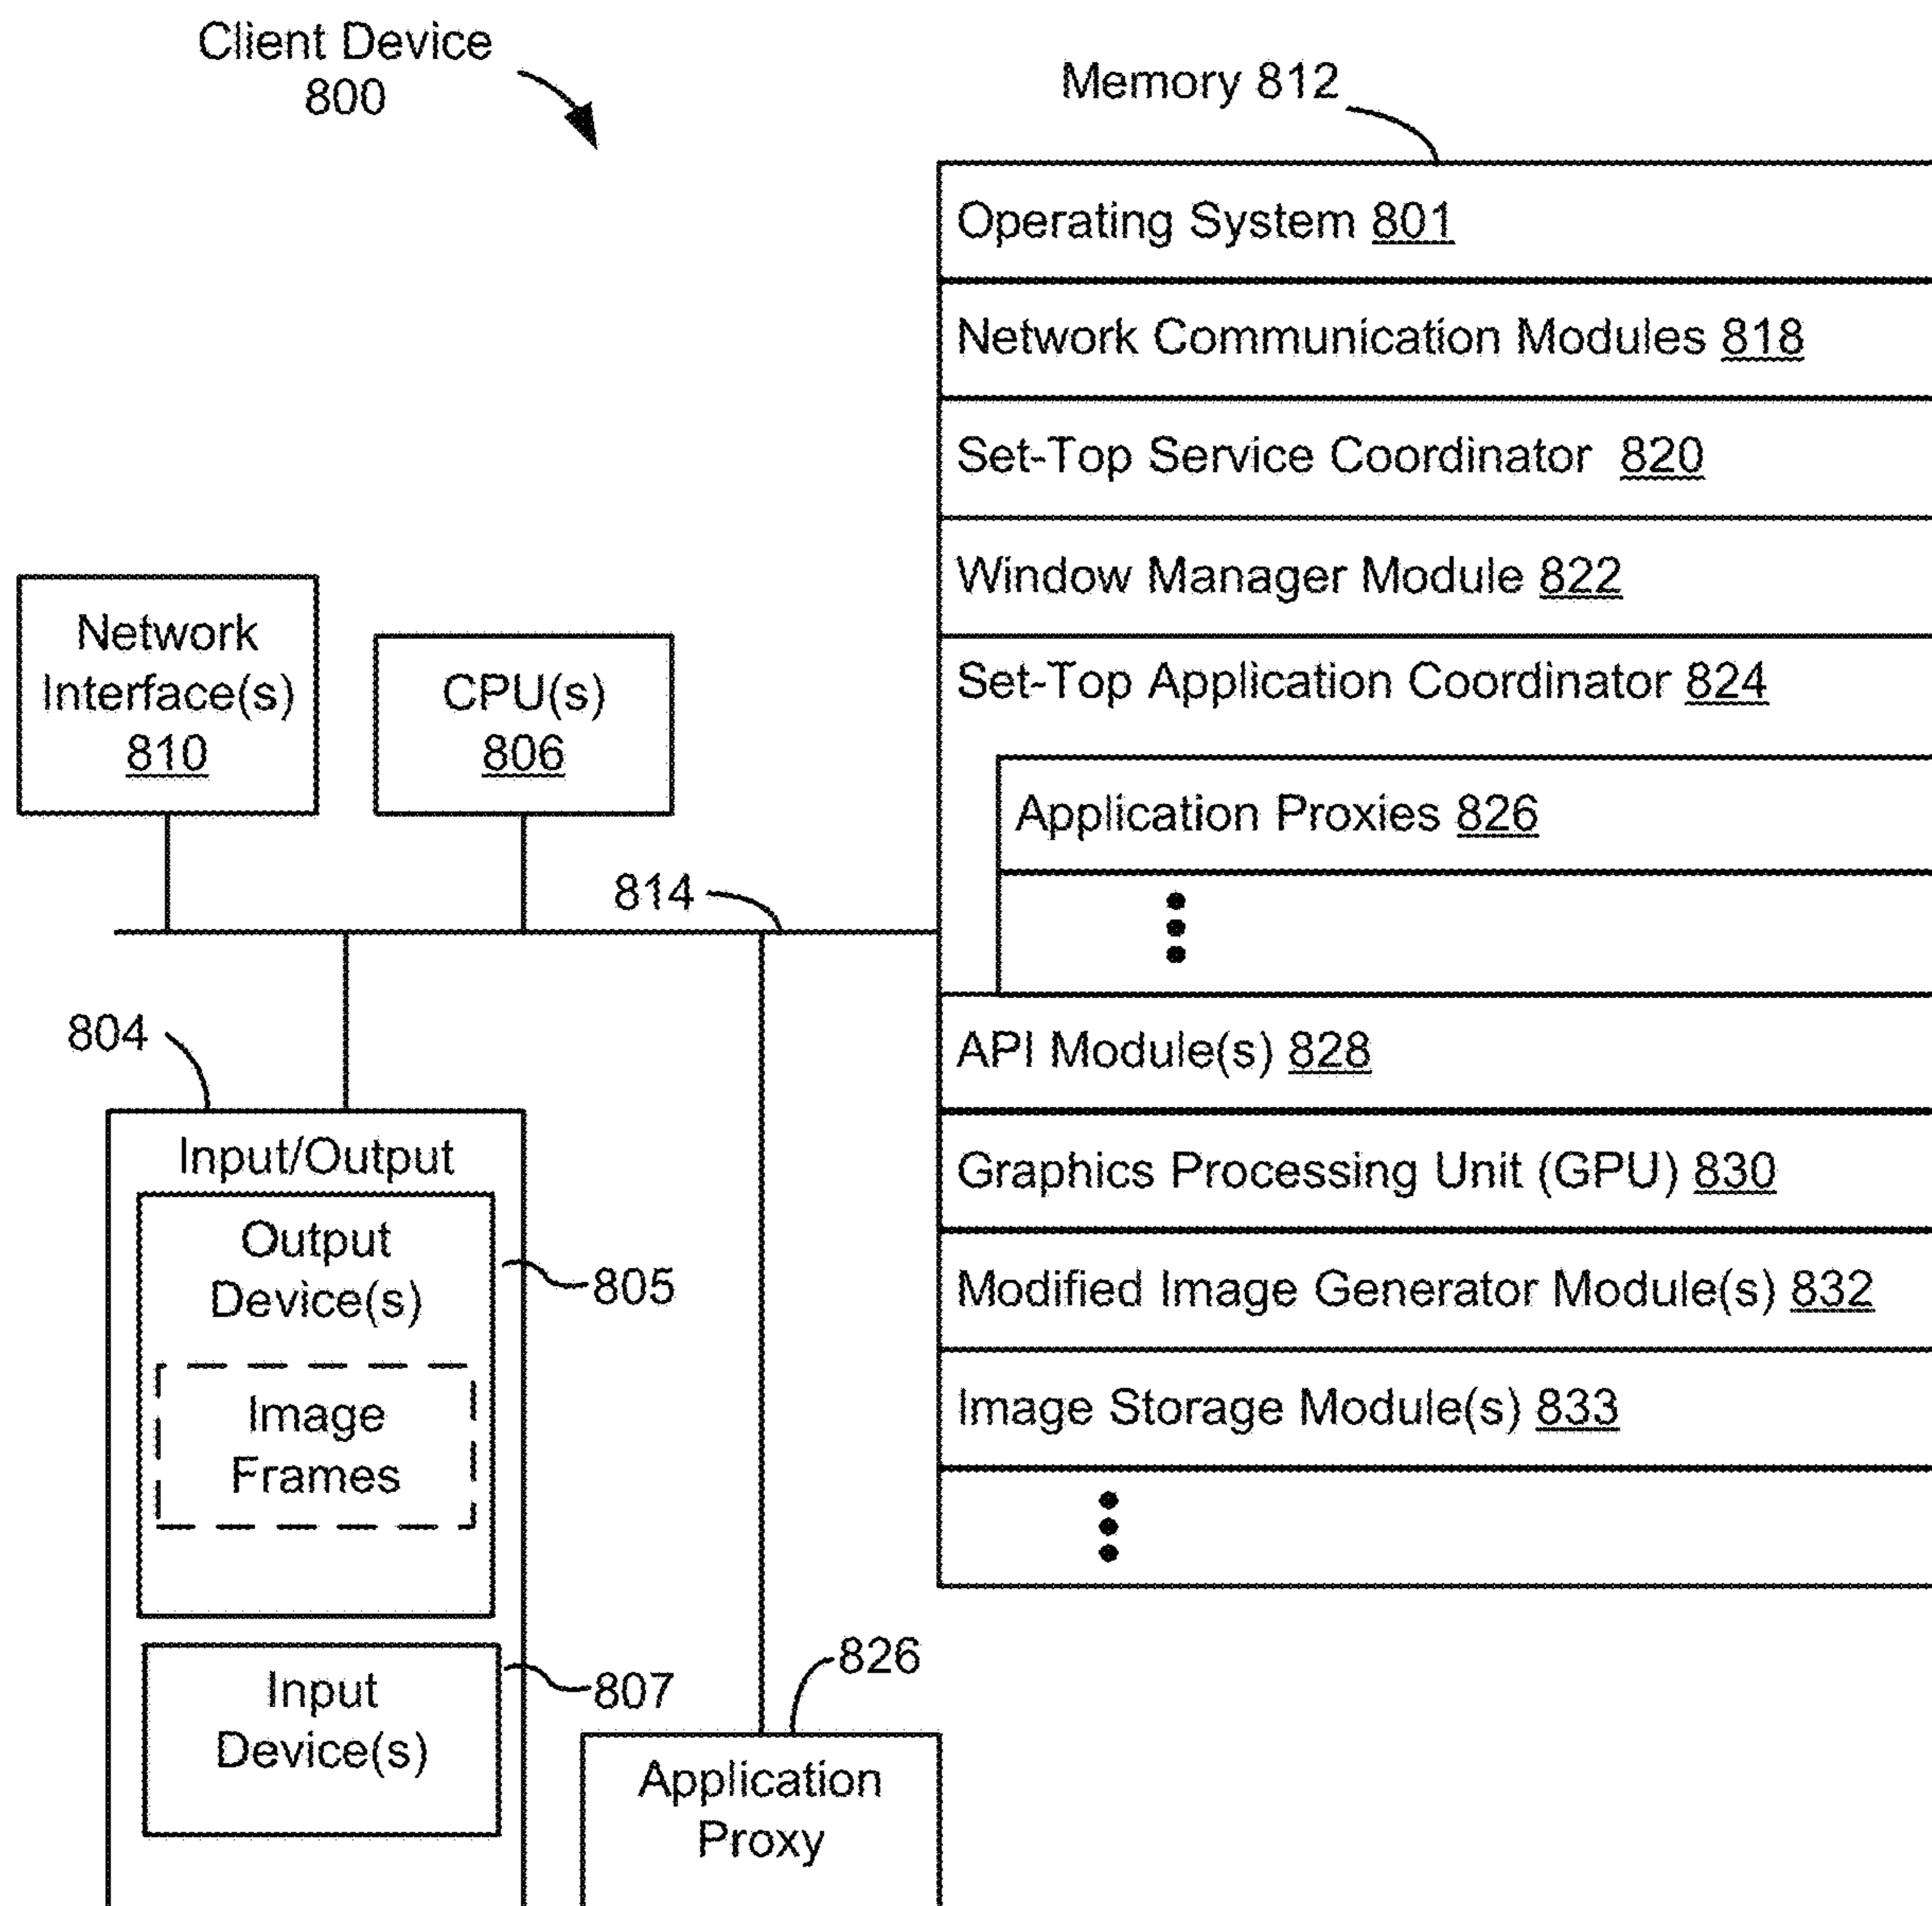 Client Device
800
Memory 812
Operating System 801
Network Communication Modules 818
Set-Top Service Coordinator 820
Window Manager Module 822
Set-Top Application Coordinator 824
Application Proxies 826
API Module(s) 828
Graphics Processing Unit (GPU) 830
Modified Image Generator Module(s) 832
Image Storage Module(s) 833
Network
Interface(s)
810
CPU(s)
806
814
804
Input/Output
Output
Device(s)
805
Image
Frames
Input
Device(s)
807
826
Application
Proxy